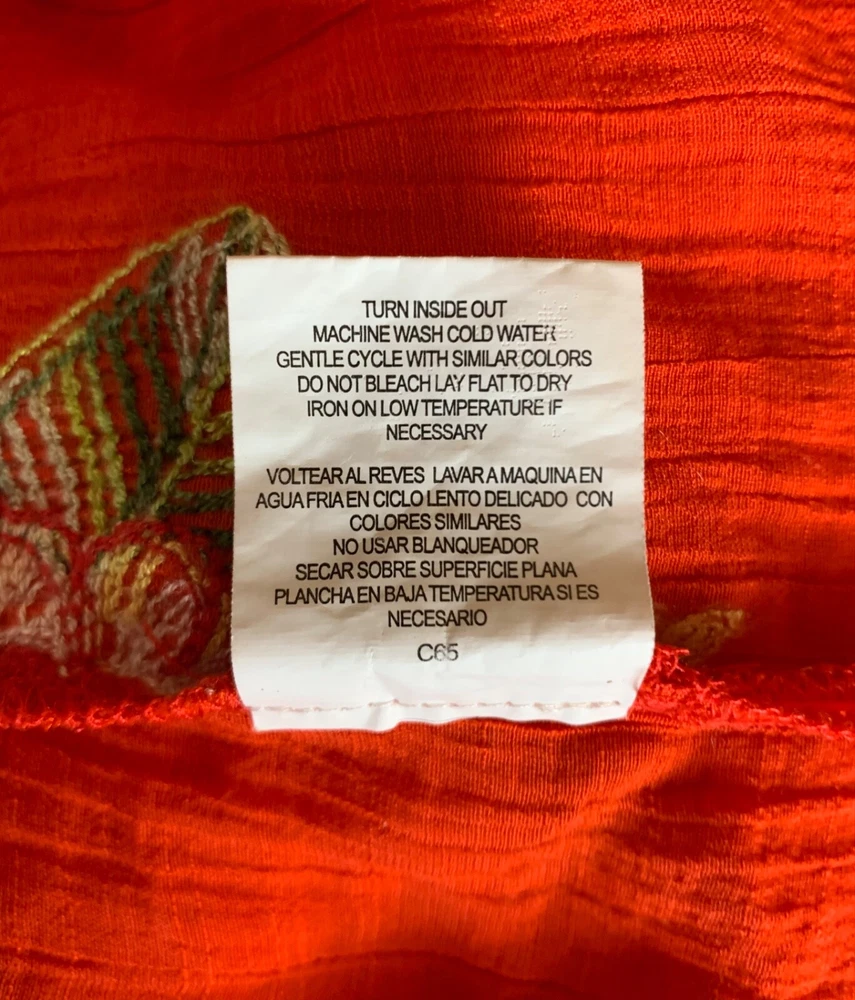 TURN INSIDE OUT
MACHINE WASH COLD WATER
GENTLE CYCLE WITH SIMILAR COLORS
DO NOT BLEACH LAY FLAT TO DRY
IRON ON LOW TEMPERATURE IF
NECESSARY
VOLTEAR AL REVES LAVAR A MAQUINA EN
AGUA FRIA EN CICLO LENTO DELICADO CON
COLORES SIMILARES
NO USAR BLANQUEADOR
SECAR SOBRE SUPERFICIE PLANA
PLANCHA EN BAJA TEMPERATURA SI ES
NECESARIO
C65